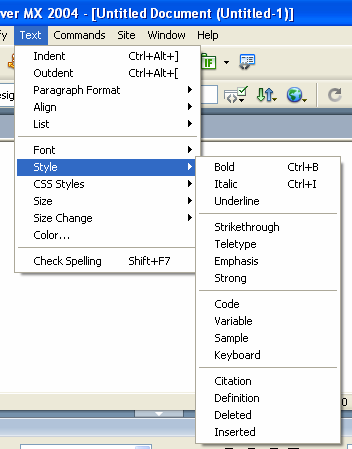 ver MX 2004 - [Untitled Document (Untitled-1)]
fy Text Commands Site Window Help
Indent Ctrl+Alt+]
Outdent Ctrl+Alt+[
Paragraph Format
Align
List
Font
Style
CSS Styles
Size
Size Change
Color...
Check Spelling Shift+F7
Bold Ctrl+B
Italic Ctrl+I
Underline
Strikethrough
Teletype
Emphasis
Strong
Code
Variable
Sample
Keyboard
Citation
Definition
Deleted
Inserted